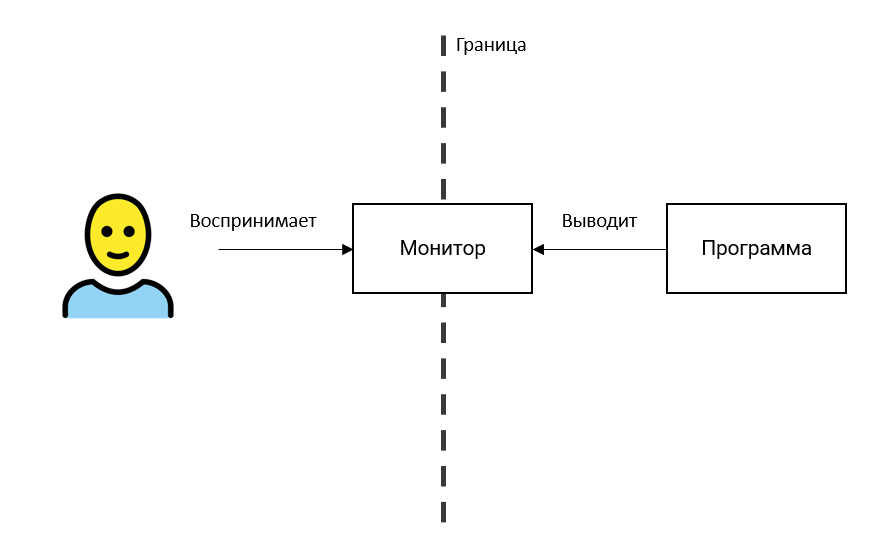 Граница
Воспринимает
Выводит
Монитор
Программа